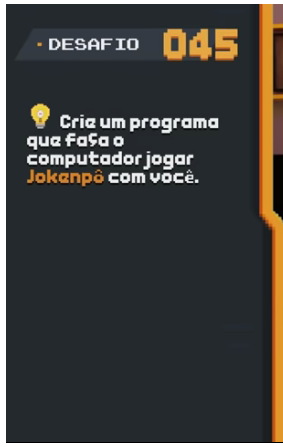 · DESAFIO 045
Crie um programa
que faça o
computador jogar
Jokenpô com você.